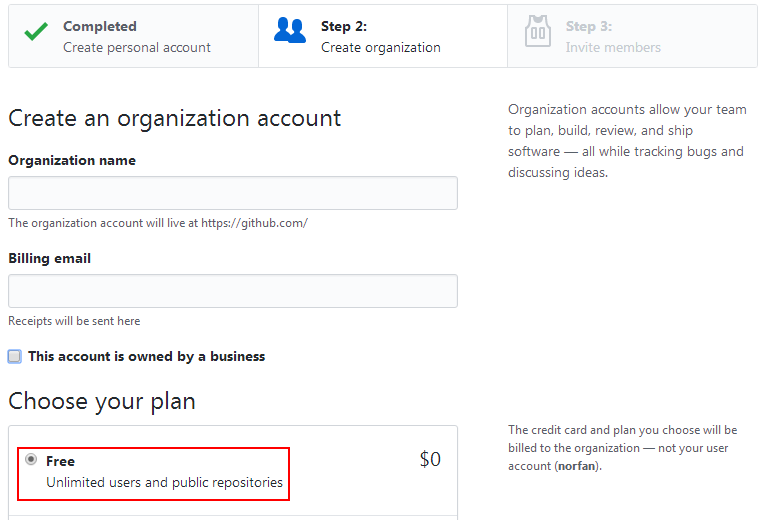 Completed
Create personal account
Step 2:
Create organization
Step 3:
Invite members
Create an organization account
Organization name
The organization account will live at https://github.com/
Billing email
Receipts will be sent here
This account is owned by a business
Organization accounts allow your team
to plan, build, review, and ship
software — all while tracking bugs and
discussing ideas.
Choose your plan
Free
$0
Unlimited users and public repositories
The credit card and plan you choose will be
billed to the organization — not your user
account (norfan).